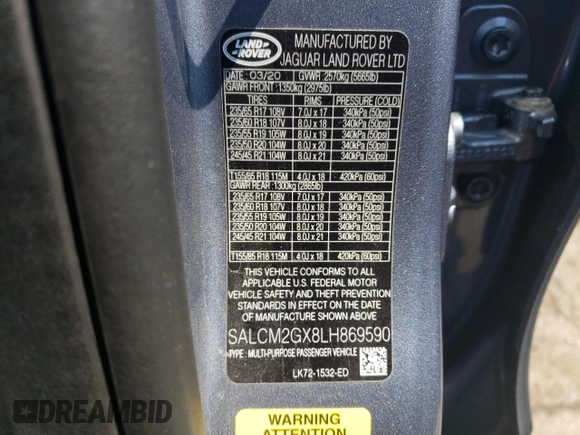 LAND
ROVER
MANUFACTURED BY
JAGUAR LAND ROVER LTD
DATE : 03/20 GVWR :2570kg (5665lb)
GAWR FRONT: 1350kg (2975lb)
TIRES RIMS PRESSURE (COLD)
235/65 R17 108V 7.0J x 17 340kPa (50psi)
235/60 R18 107V 8.0J x 18 340kPa (50psi)
235/55 R19 105W 8.0J x 19 340kPa (50psi)
235/50 R20 104W 8.0J x 20 340kPa (50psi)
245/45 R21 104W 8.0J x 21 340kPa (50psi)
T155/85 R18 115M 4.0J x 18 420kPa (60psi)
GAWR REAR :1300kg (2865lb)
235/65 R17 108V 7.0J x 17 340kPa (50psi)
235/60 R18 107V 8.0J x 18 340kPa (50psi)
235/55 R19 105W 8.0J x 19 340kPa (50psi)
235/50 R20 104W 8.0J x 20 340kPa (50psi)
245/45 R21 104W 8.0J x 21 340kPa (50psi)
T155/85 R18 115M 4.0J x 18 420kPa (60psi)
THIS VEHICLE CONFORMS TO ALL
APPLICABLE U.S. FEDERAL MOTOR
VEHICLE SAFETY AND BUMPER
STANDARDS IN EFFECT ON THE DATE
OF MANUFACTURE SHOWN ABOVE
SALCM2GX8LH869590
TYPE : MULTI-PURPOSE PASSENGER VEHICLE
LK72-1532-ED
WARNING
ATTENTION
DREAMBID